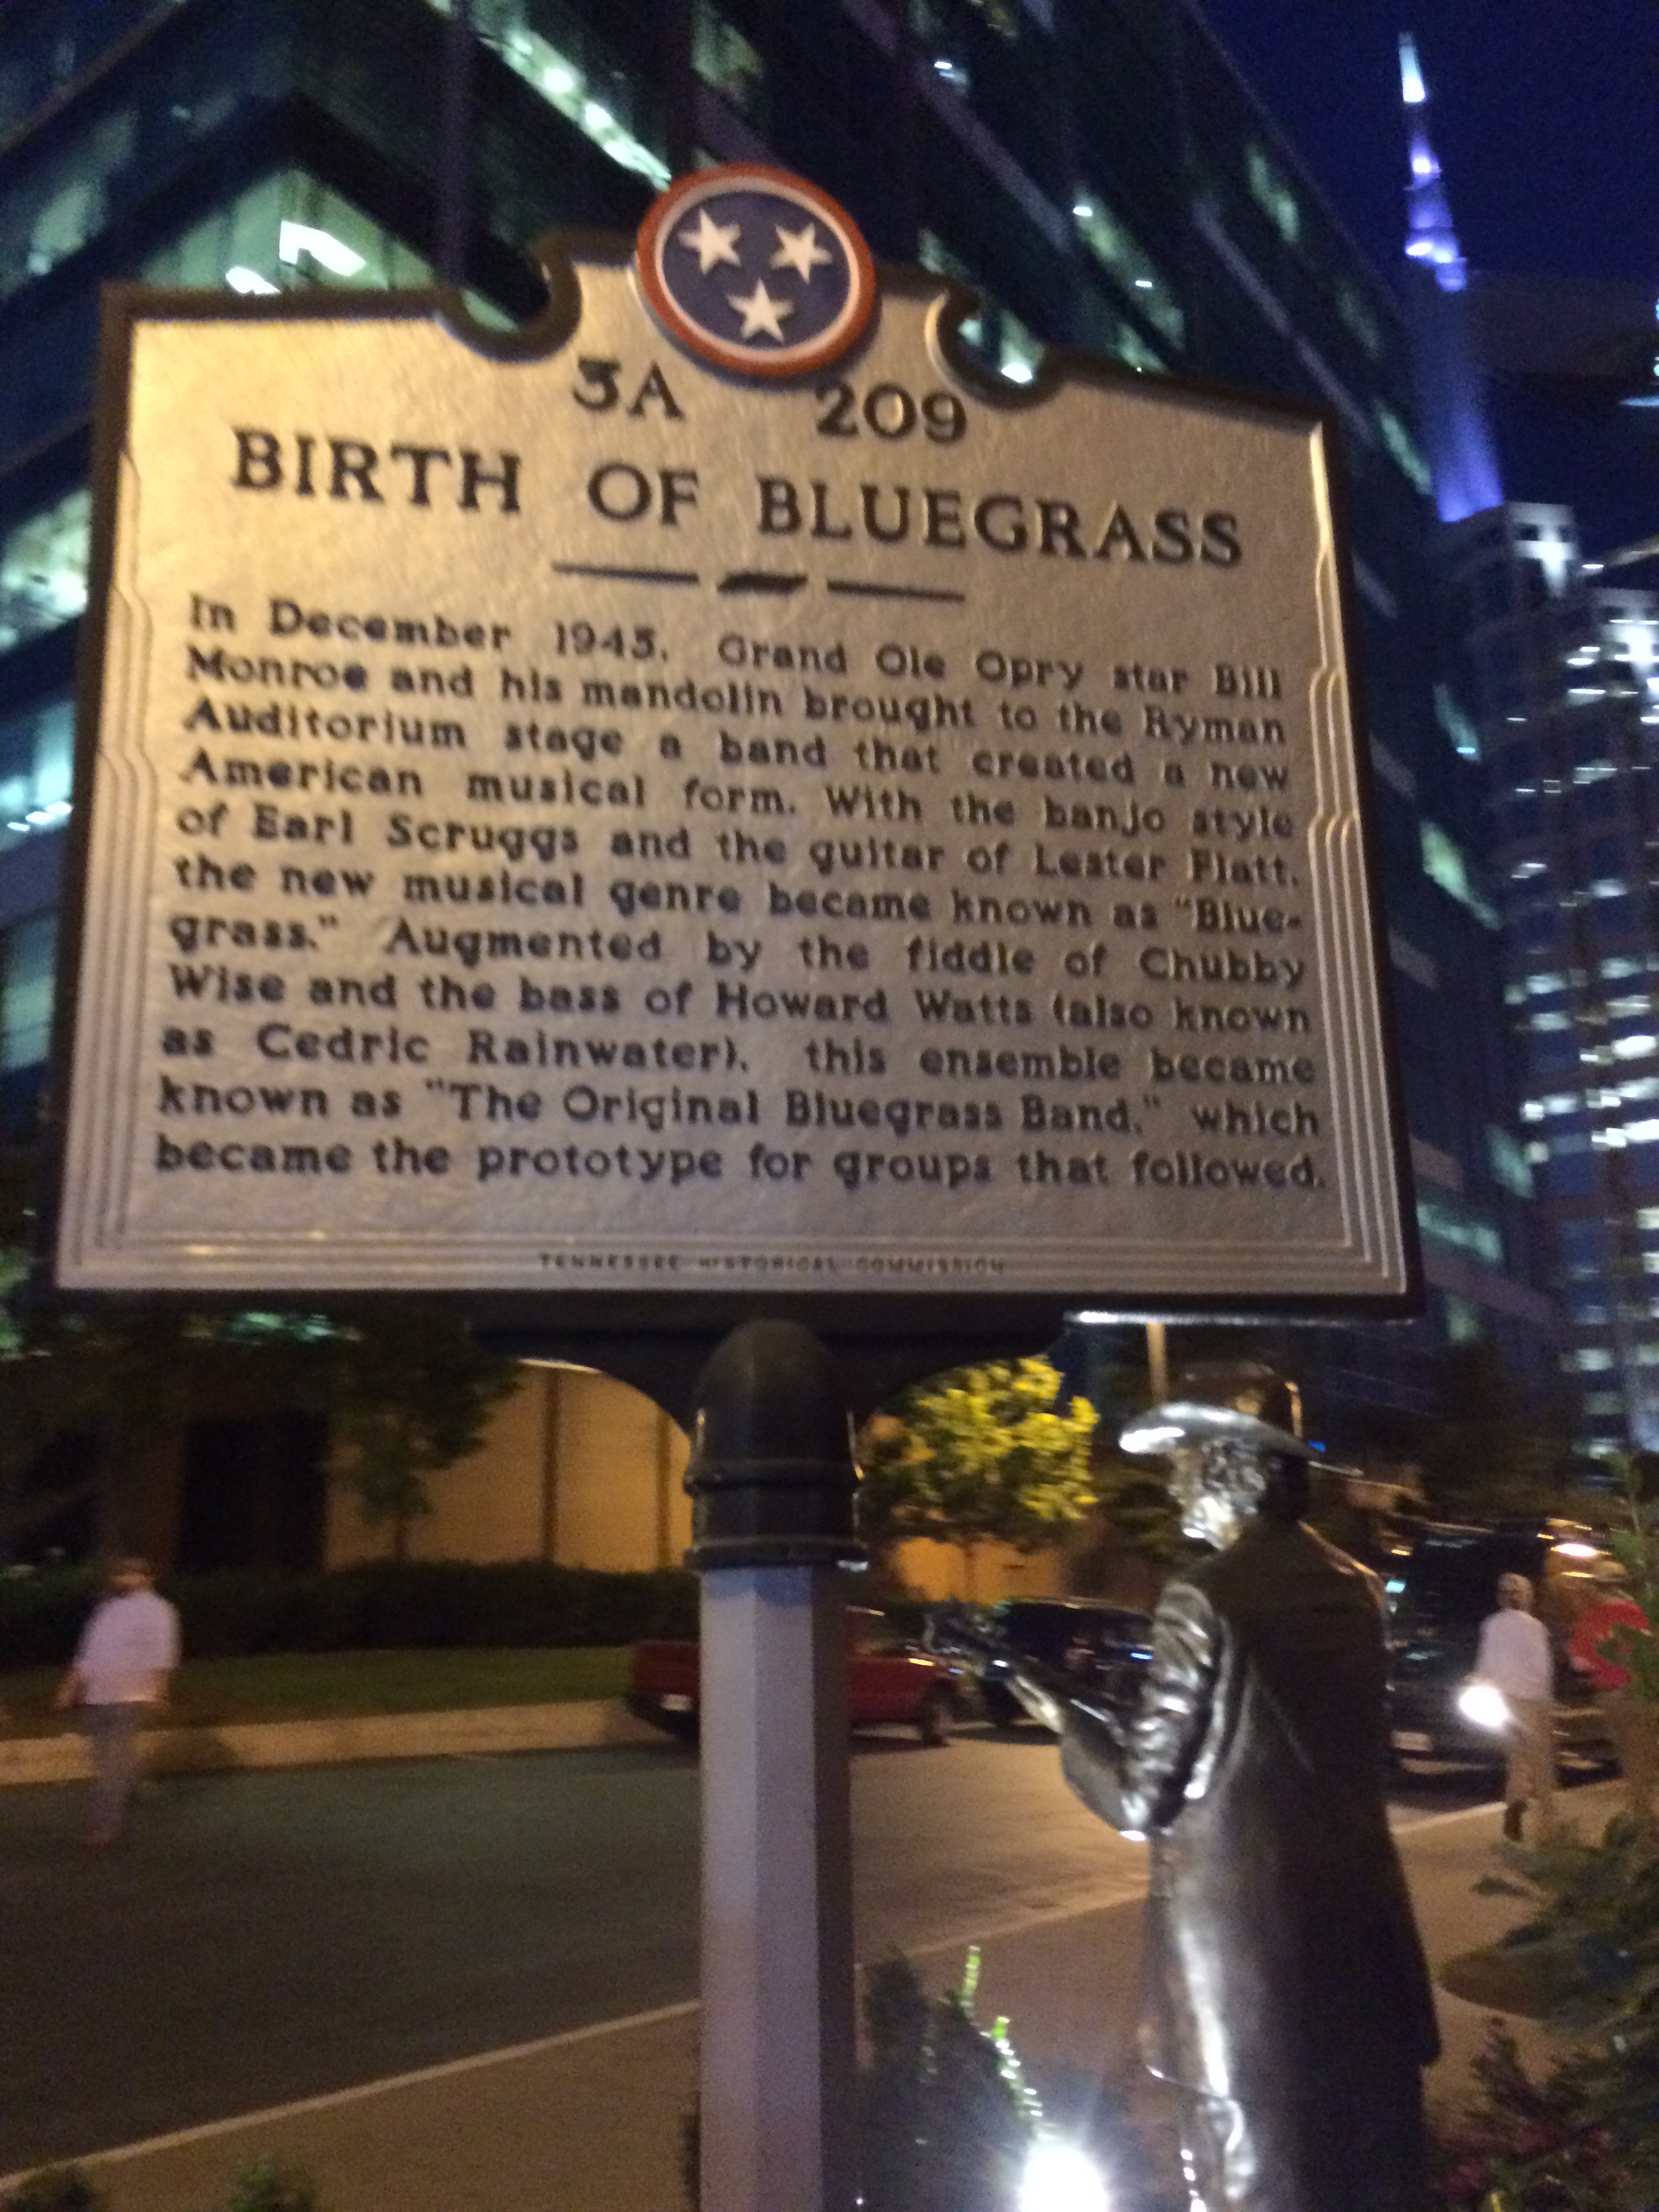 3A 209
BIRTH OF BLUEGRASS
In December 1945, Grand Ole Opry star Bill
Monroe and his mandolin brought to the Ryman
Auditorium stage a band that created a new
American musical form. With the banjo style
of Earl Scruggs and the guitar of Lester Flatt,
the new musical genre became known as "Blue-
grass." Augmented by the fiddle of Chubby
Wise and the bass of Howard Watts (also known
as Cedric Rainwater), this ensemble became
known as "The Original Bluegrass Band," which
became the prototype for groups that followed.
TENNESSEE HISTORICAL COMMISSION